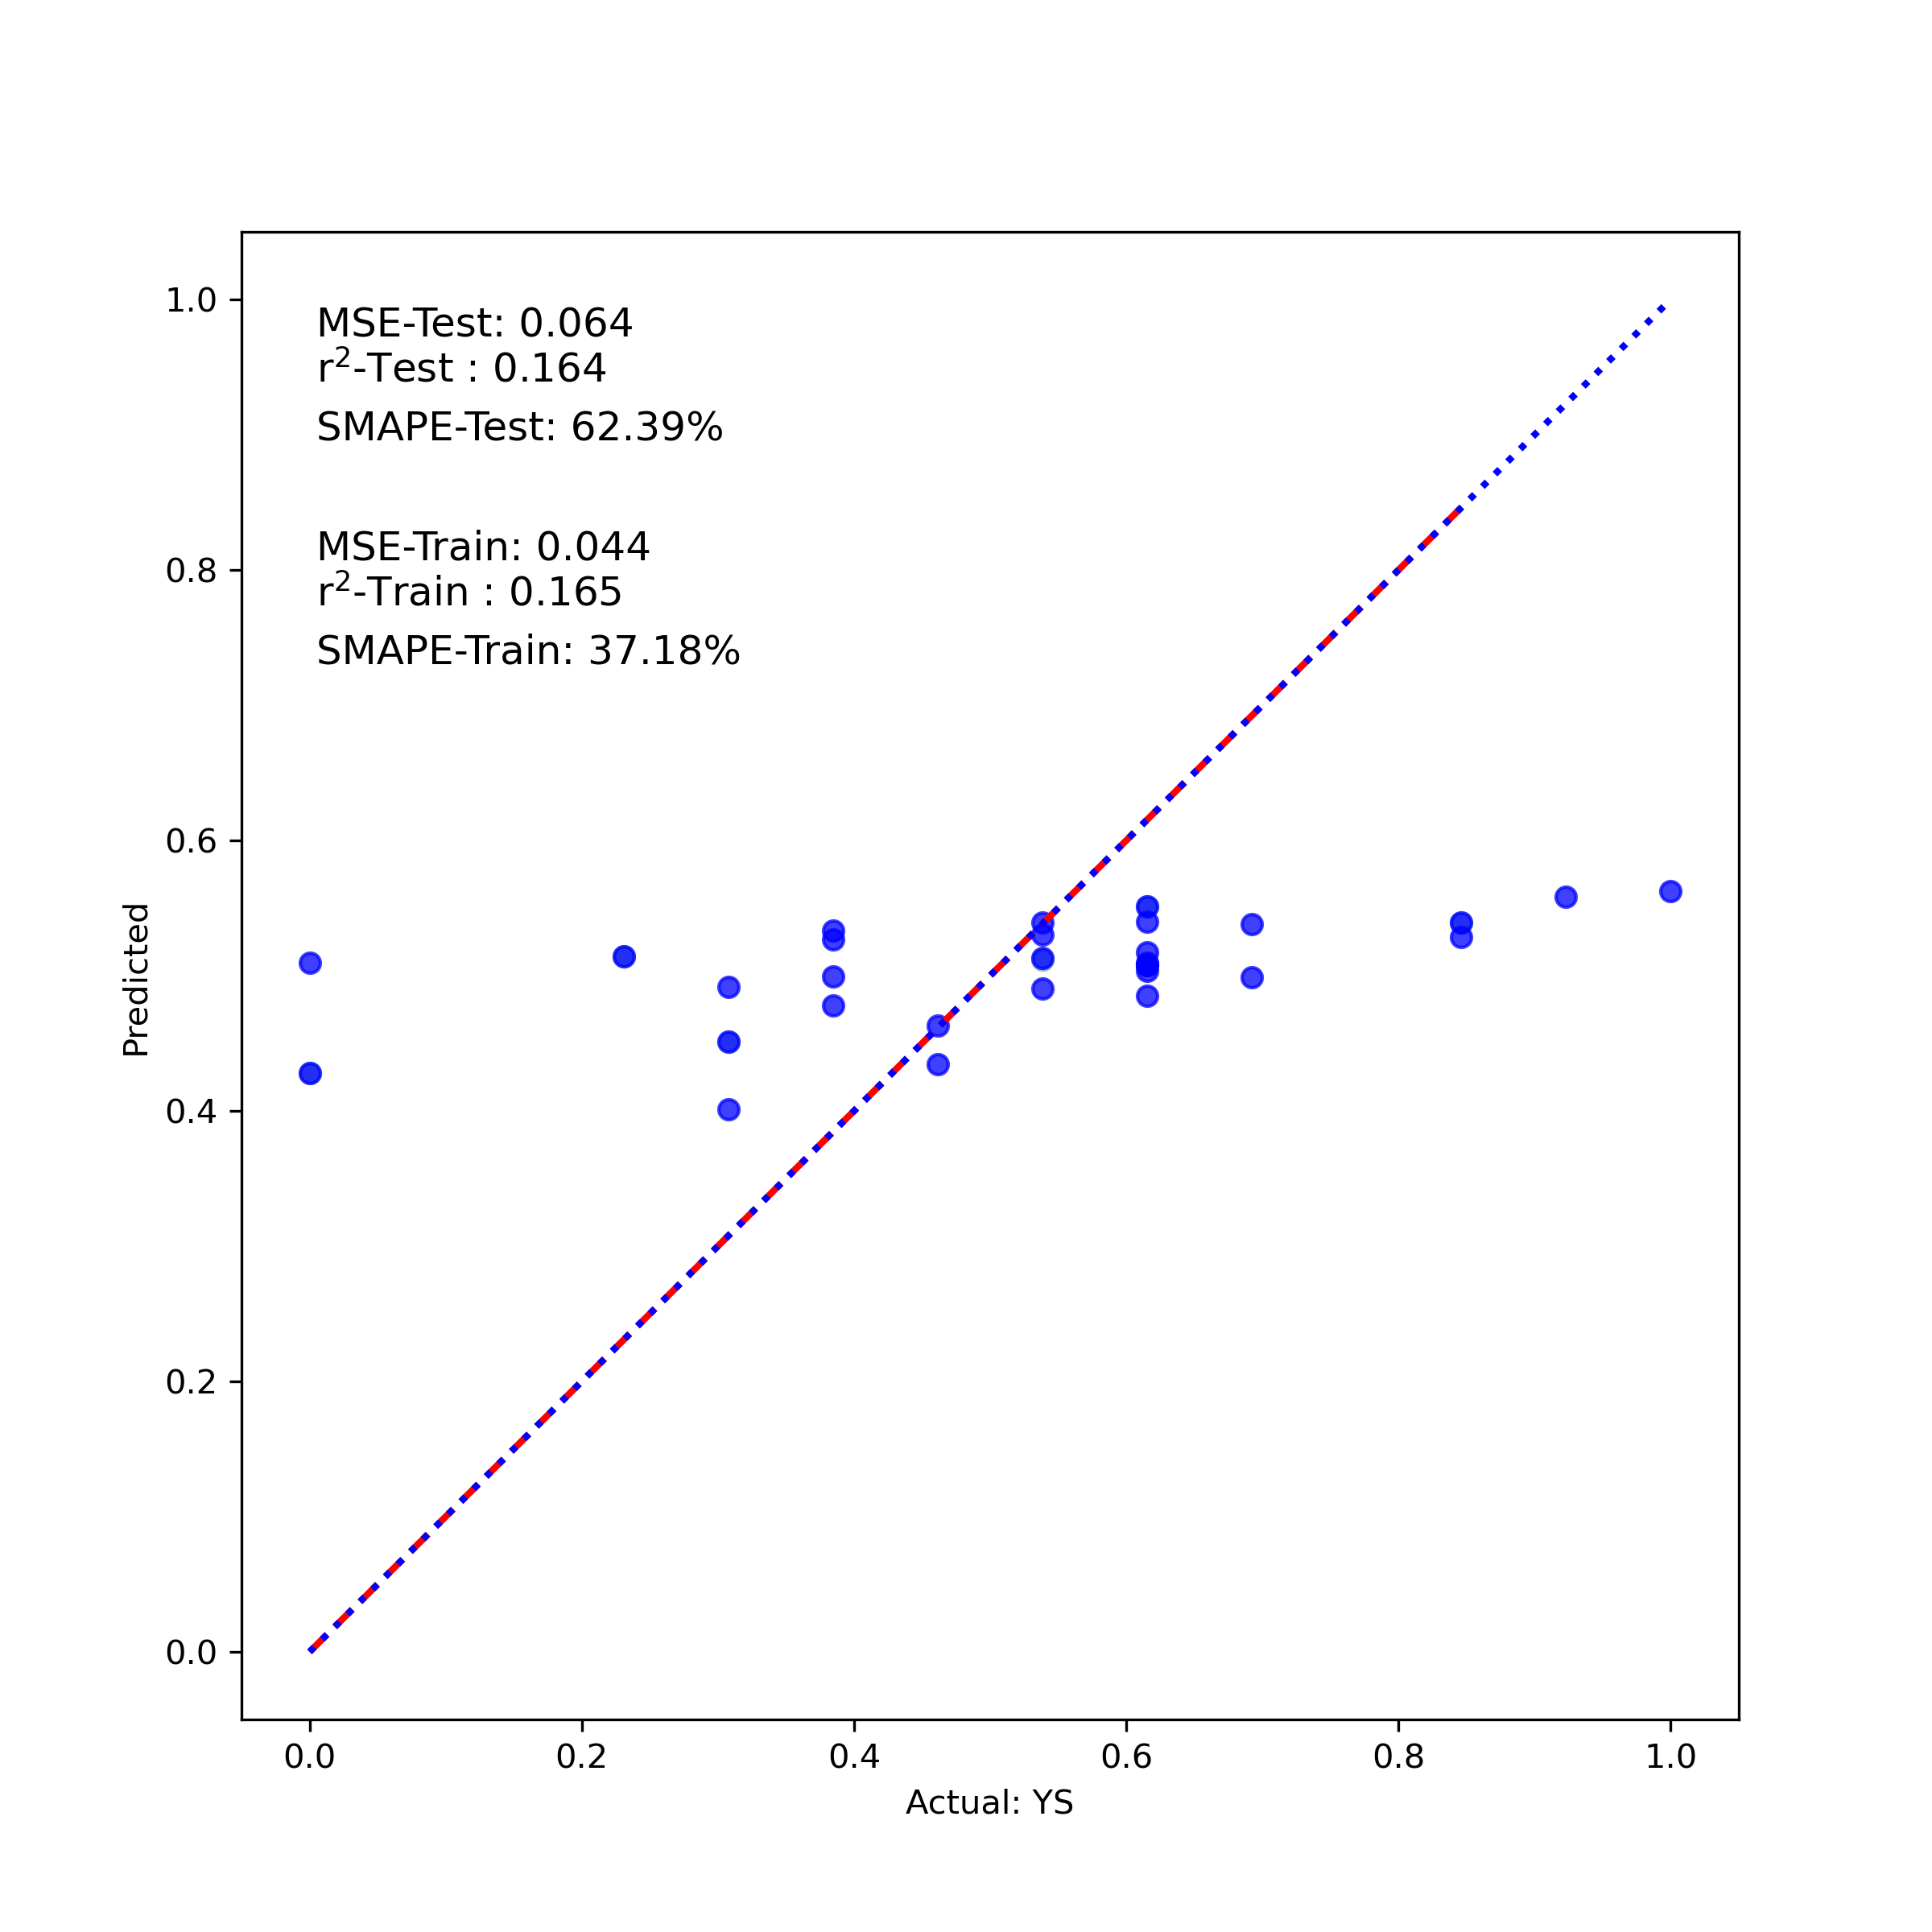 MSE-Test: 0.064
r²-Test : 0.164
SMAPE-Test: 62.39%
MSE-Train: 0.044
r²-Train : 0.165
SMAPE-Train: 37.18%
1.0
0.8
0.6
0.4
0.2
0.0
Predicted
0.0 0.2 0.4 0.6 0.8 1.0
Actual: YS